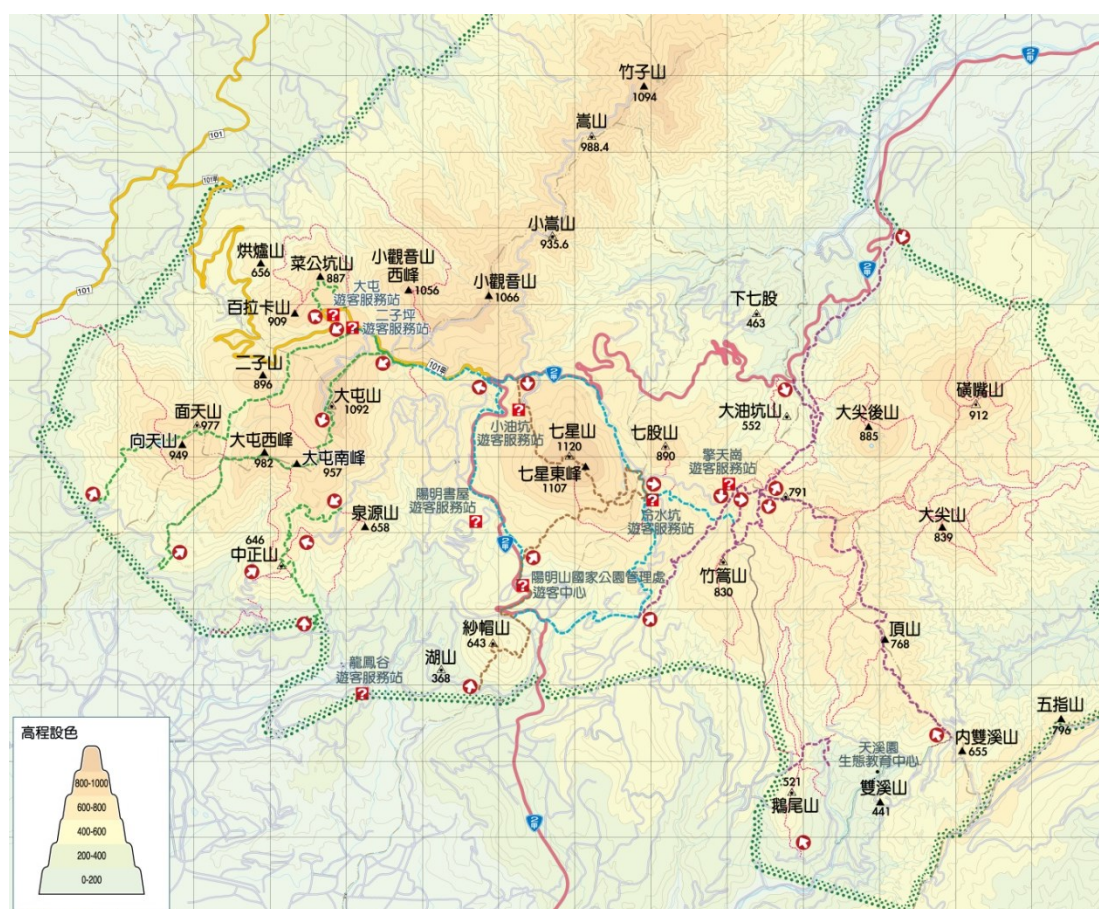 竹子山
1094
嵩山
988.4
小嵩山
935.6
2甲
2甲
101
101甲
101
烘爐山
656
菜公坑山
887
小觀音山
西峰
1056
小觀音山
1066
大屯
遊客服務站
二子坪
遊客服務站
百拉卡山
909
下七股
463
二子山
896
101甲
2甲
大屯山
1092
面天山
977
向天山
949
大屯西峰
982
大屯南峰
957
小油坑
遊客服務站
七星山
1120
七星東峰
1107
七股山
890
大油坑山
552
擎天崗
遊客服務站
大尖後山
885
磺嘴山
912
791
大尖山
839
陽明書屋
遊客服務站
冷水坑
遊客服務站
泉源山
658
646
中正山
2甲
陽明山國家公園管理處
遊客中心
竹篙山
830
紗帽山
643
湖山
368
頂山
768
龍鳳谷
遊客服務站
五指山
796
內雙溪山
655
天溪園
生態教育中心
雙溪山
441
521
鵝尾山
2甲
高程設色
800-1000
600-800
400-600
200-400
0-200